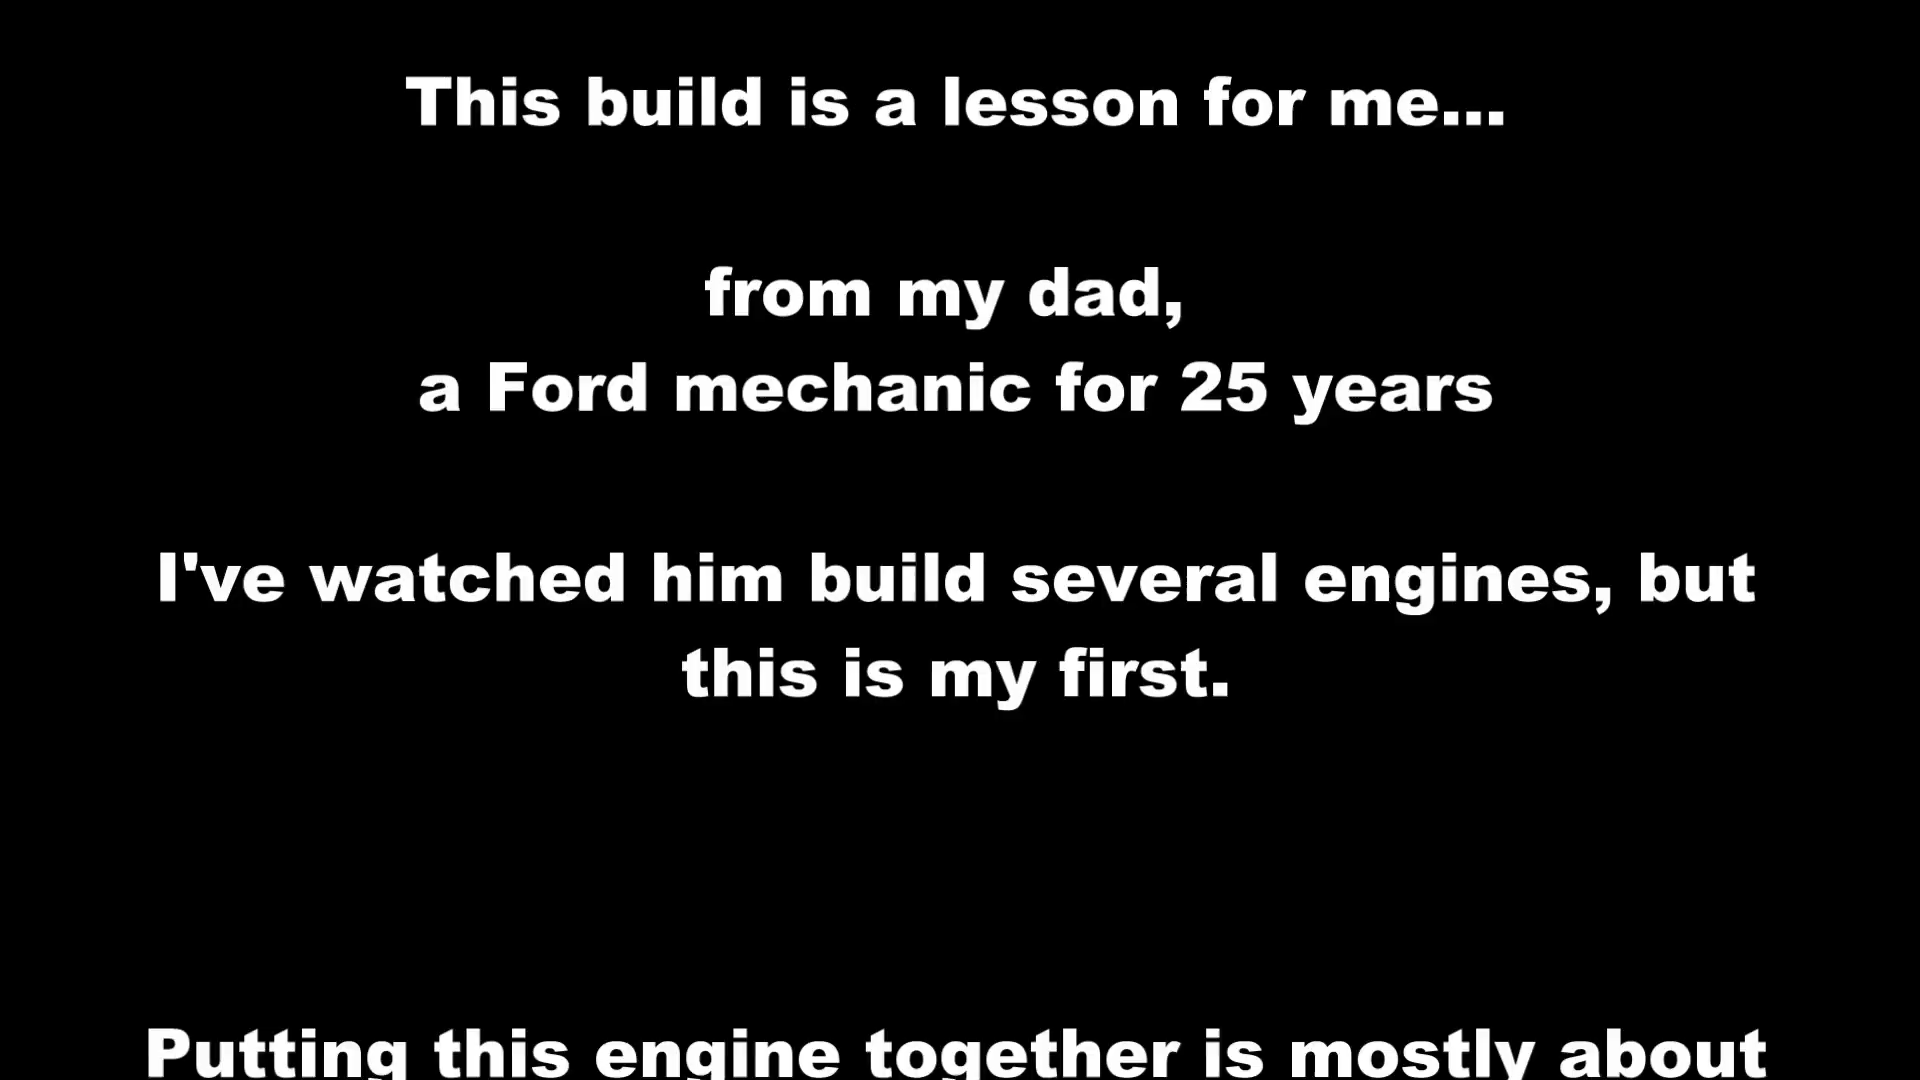 This build is a lesson for me...
from my dad,
a Ford mechanic for 25 years
I've watched him build several engines, but
this is my first.
Putting this engine together is mostly about